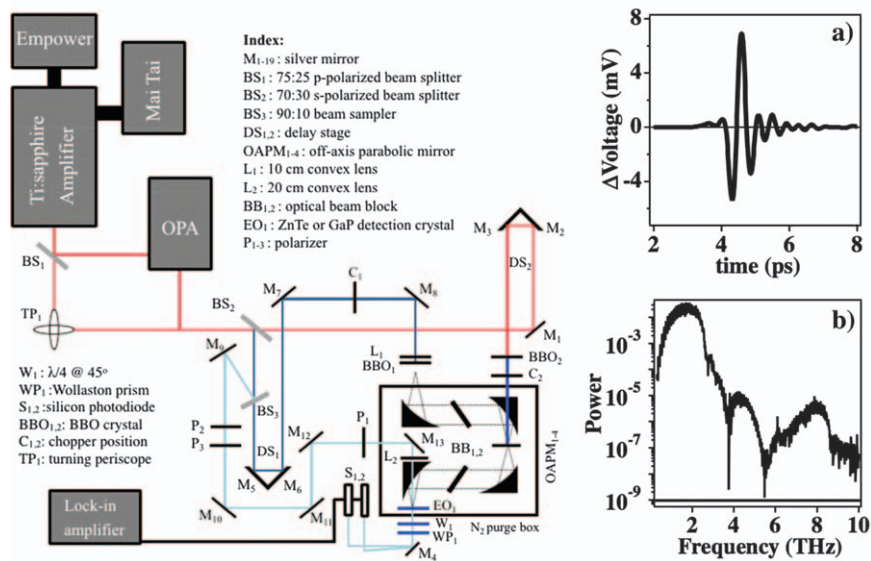 Empower
Mai Tai
Ti:sapphire
Amplifier
OPA
BS₁
TP₁
Index:
M₁₋₁₉ : silver mirror
BS₁ : 75:25 p-polarized beam splitter
BS₂ : 70:30 s-polarized beam splitter
BS₃ : 90:10 beam sampler
DS₁,₂ : delay stage
OAPM₁₋₄ : off-axis parabolic mirror
L₁ : 10 cm convex lens
L₂ : 20 cm convex lens
BB₁,₂ : optical beam block
EO₁ : ZnTe or GaP detection crystal
P₁₋₃ : polarizer
M₃
M₂
DS₂
M₁
M₇
C₁
M₈
BS₂
M₉
L₁
BBO₁
BBO₂
C₂
W₁ : λ/4 @ 45º
WP₁ :Wollaston prism
S₁,₂ :silicon photodiode
BBO₁,₂: BBO crystal
C₁,₂: chopper position
TP₁: turning periscope
BS₃
P₂
P₃
DS₁
M₅
M₆
M₁₂
P₁
M₁₃
BB₁,₂
OAPM₁₋₄
L₂
S₁,₂
M₁₀
M₁₁
EO₁
N₂ purge box
W₁
WP₁
M₄
Lock-in
amplifier
a)
ΔVoltage (mV)
8
4
0
-4
2
4
6
8
time (ps)
b)
Power
10⁻³
10⁻⁵
10⁻⁷
10⁻⁹
2
4
6
8
10
Frequency (THz)